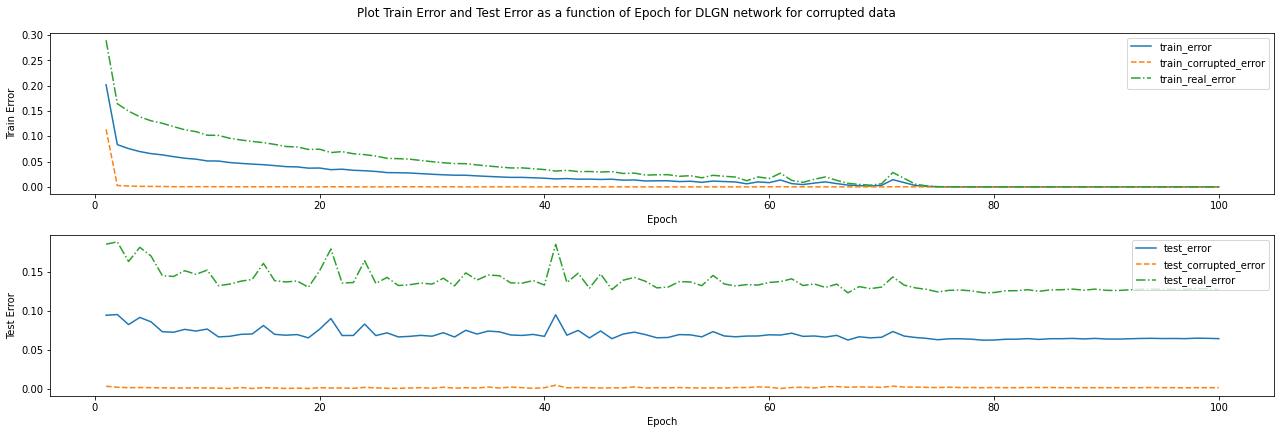 Plot Train Error and Test Error as a function of Epoch for DLGN network for corrupted data
0.30
0.25
0.20
0.15
0.10
0.05
0.00
Train Error
train_error
train_corrupted_error
train_real_error
0 20 40 60 80 100
Epoch
0.15
0.10
0.05
0.00
Test Error
test_error
test_corrupted_error
test_real_error
0 20 40 60 80 100
Epoch